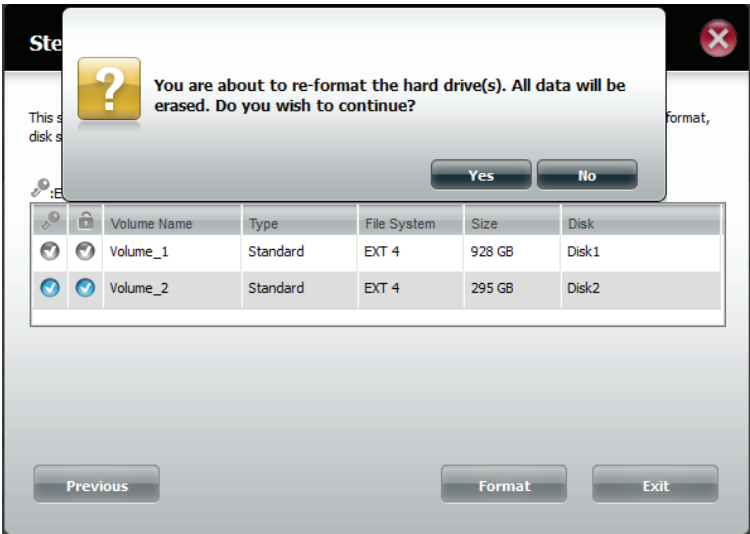 Ste
You are about to re-format the hard drive(s). All data will be
erased. Do you wish to continue?
This s
format,
disk s
Yes No
:E
Volume Name Type File System Size Disk
Volume_1 Standard EXT 4 928 GB Disk1
Volume_2 Standard EXT 4 295 GB Disk2
Previous Format Exit